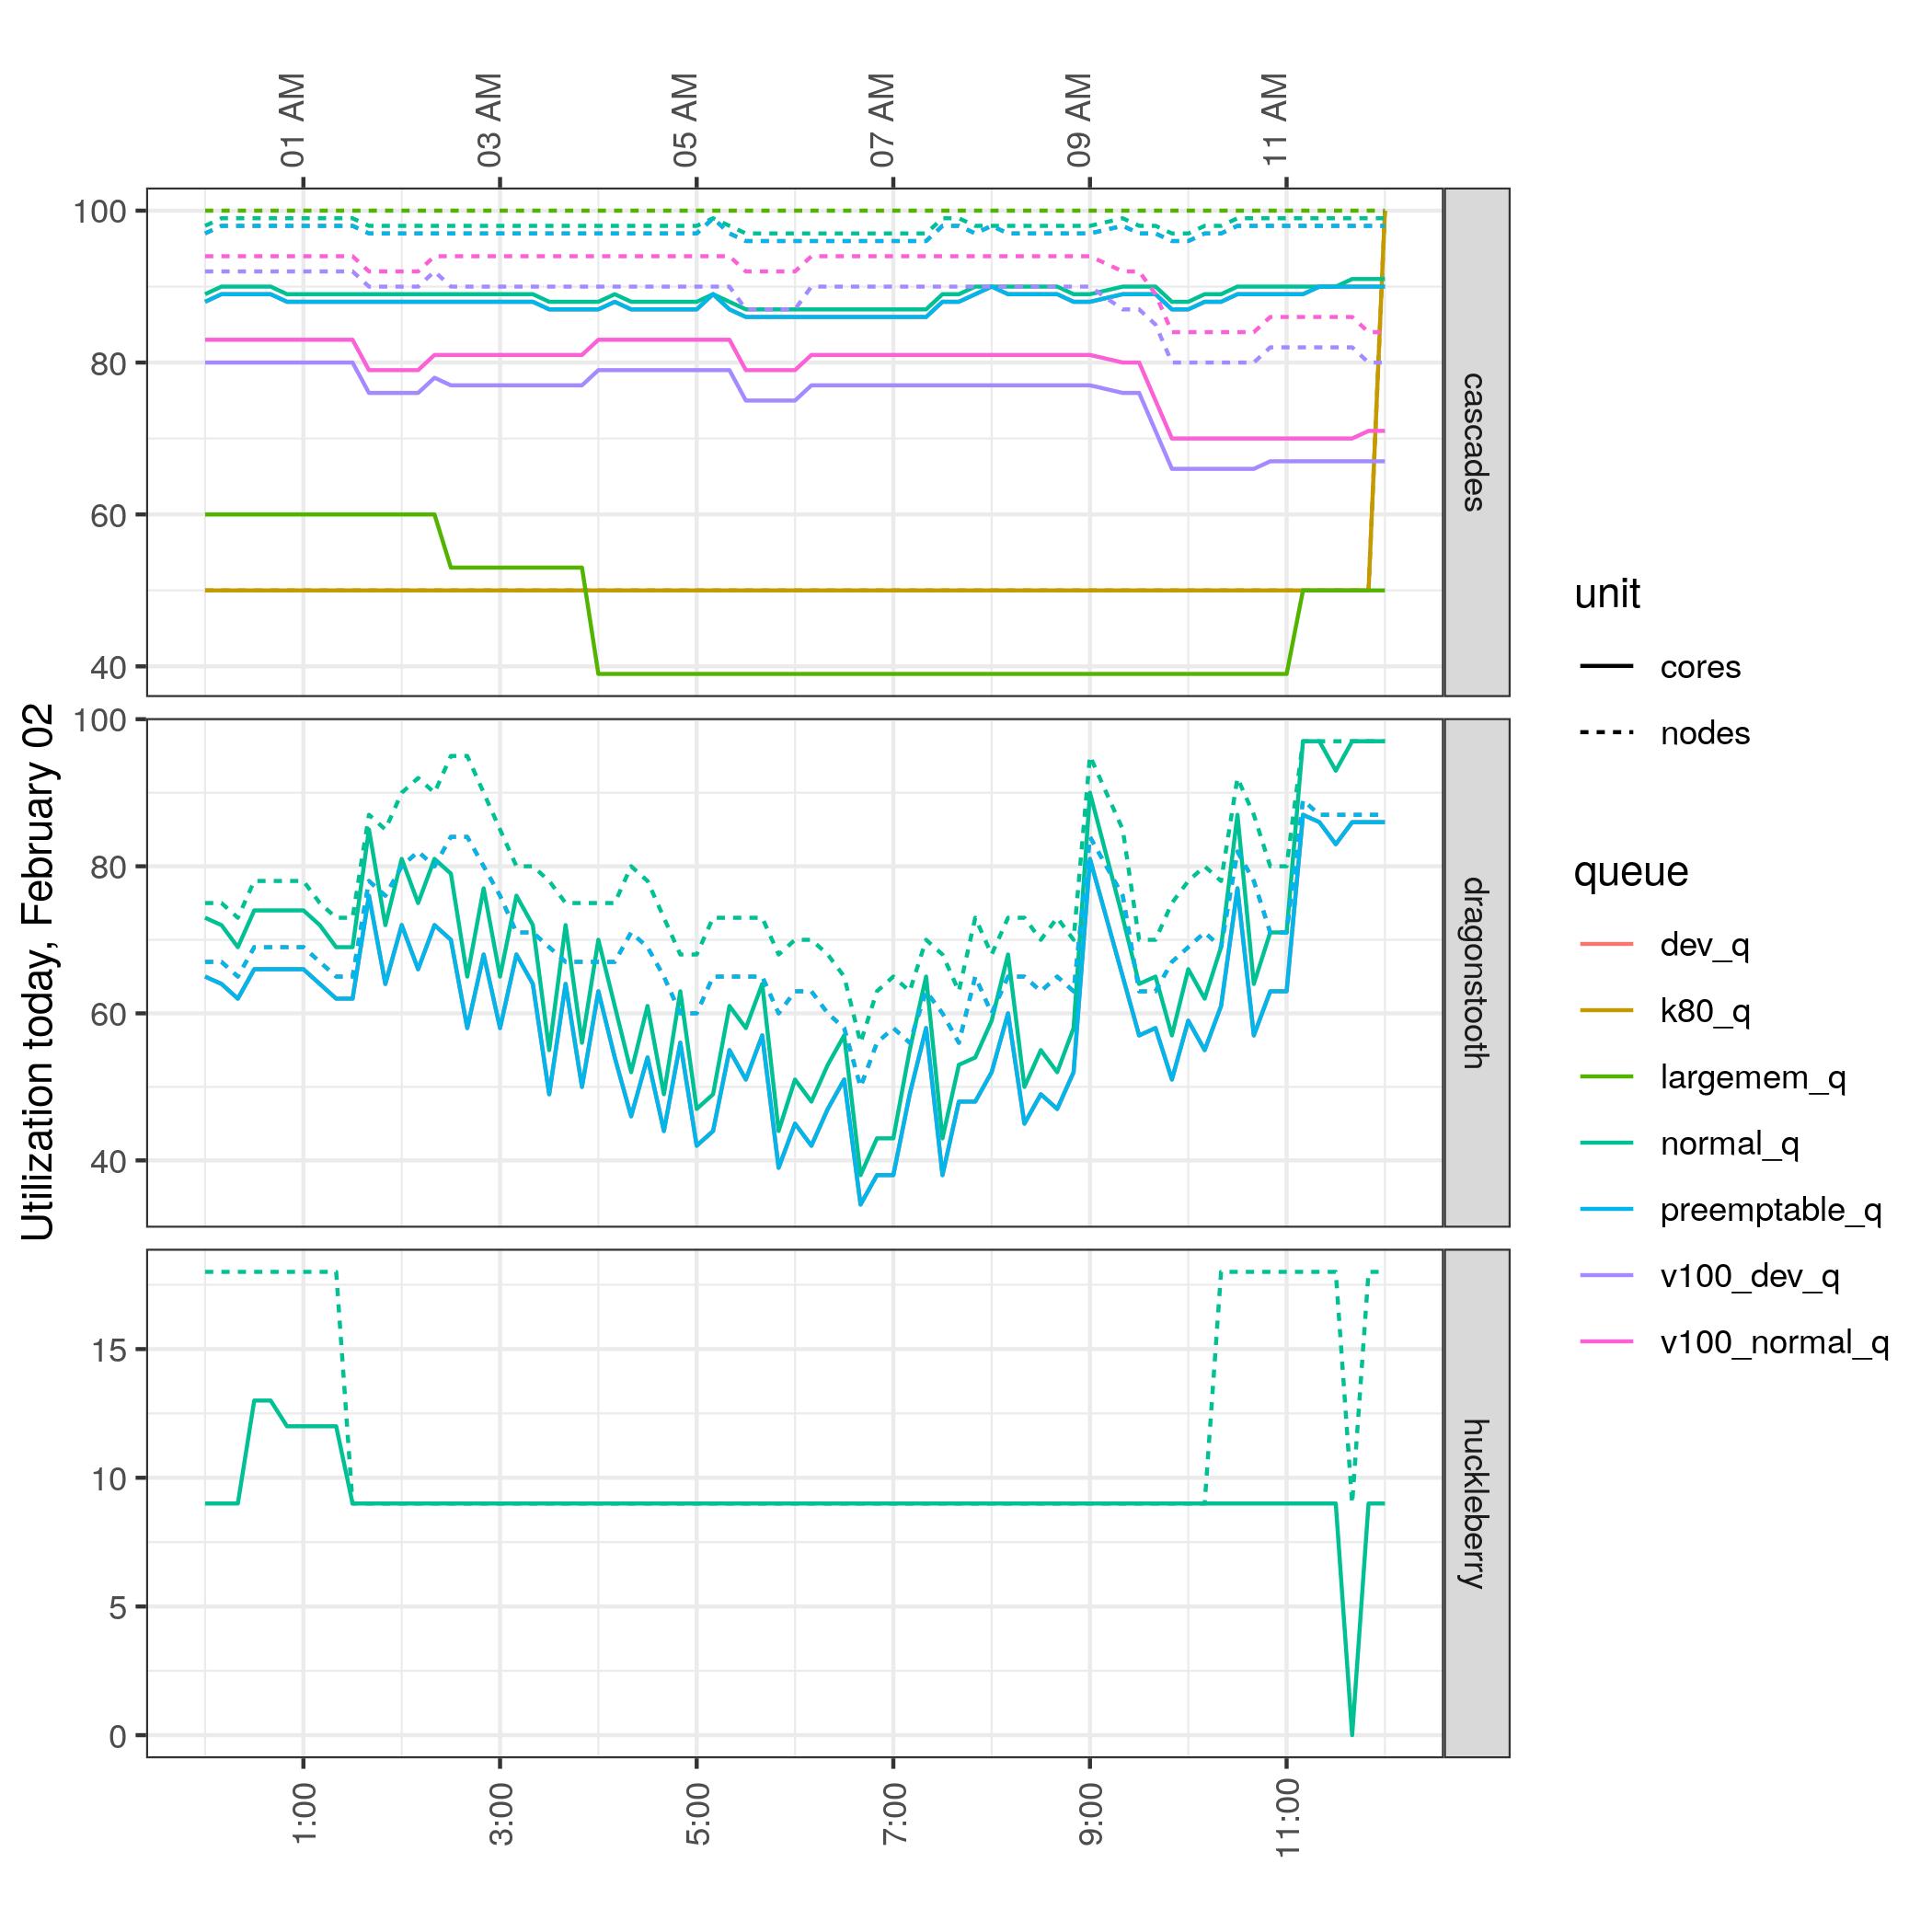 01 AM
03 AM
05 AM
07 AM
09 AM
11 AM
Utilization today, February 02
100
80
60
40
cascades
100
80
60
40
dragonstooth
15
10
5
0
huckleberry
1:00
3:00
5:00
7:00
9:00
11:00
unit
cores
nodes
queue
dev_q
k80_q
largemem_q
normal_q
preemptable_q
v100_dev_q
v100_normal_q